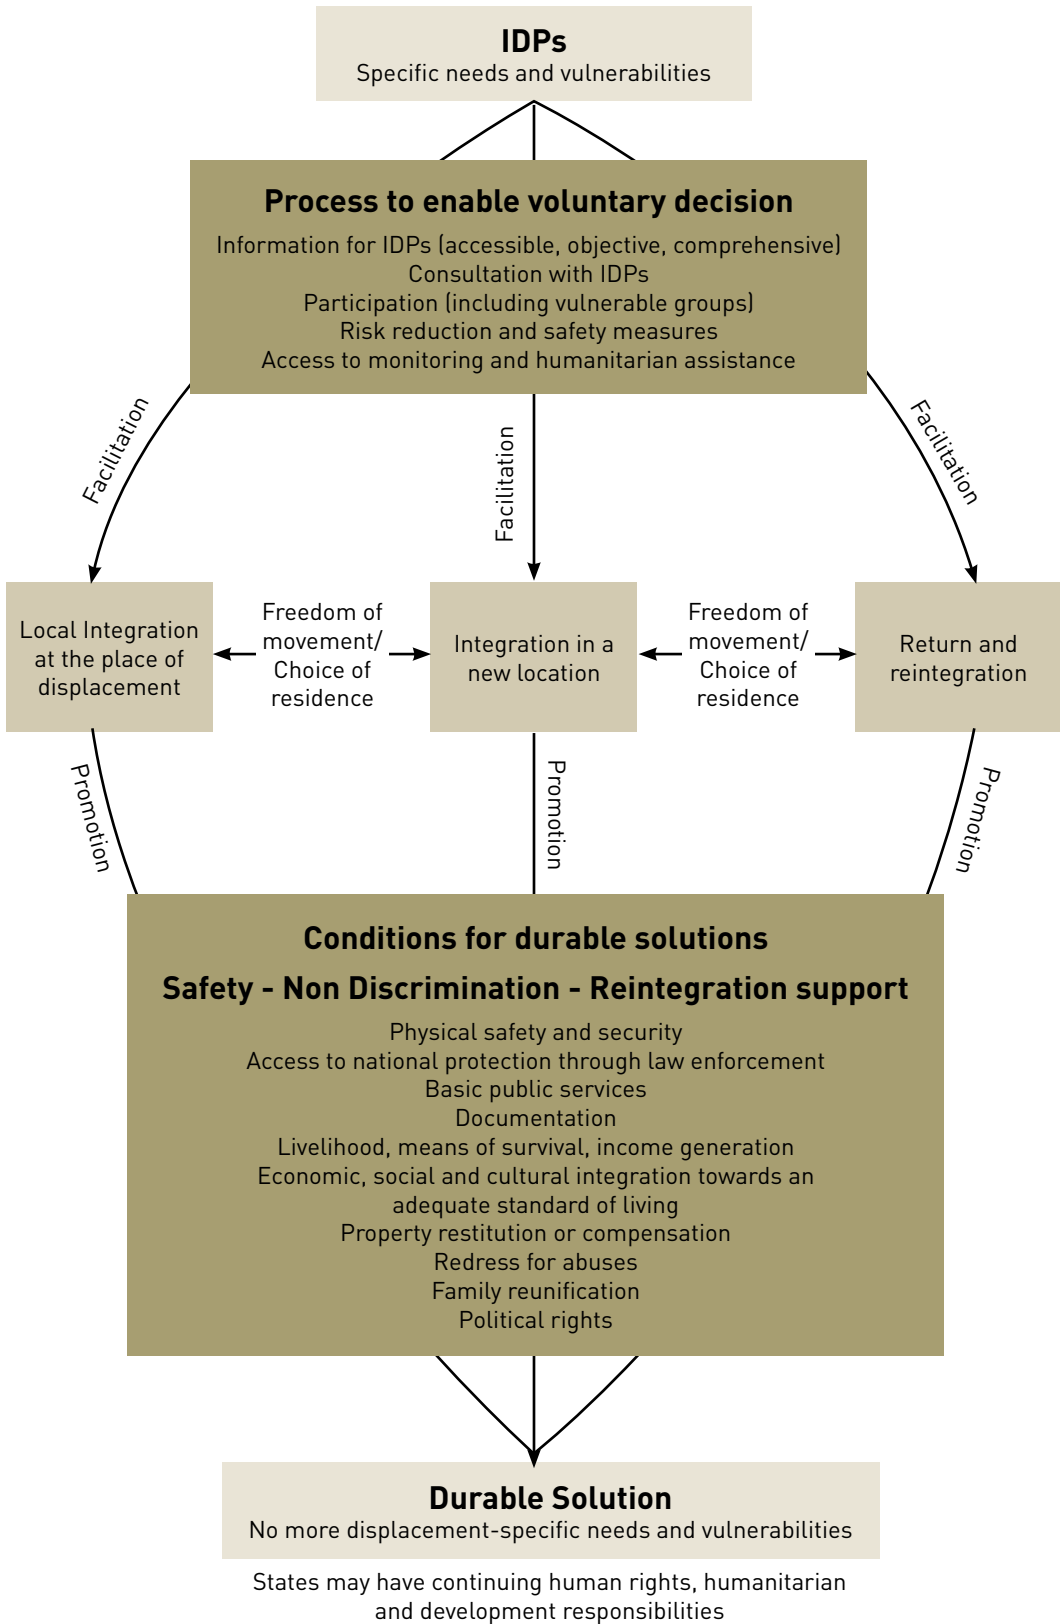 IDPs
Specific needs and vulnerabilities
Process to enable voluntary decision
Information for IDPs (accessible, objective, comprehensive)
Consultation with IDPs
Participation (including vulnerable groups)
Risk reduction and safety measures
Access to monitoring and humanitarian assistance
Facilitation
Facilitation
Facilitation
Local Integration
at the place of
displacement
Freedom of
movement/
Choice of
residence
Integration in a
new location
Freedom of
movement/
Choice of
residence
Return and
reintegration
Promotion
Promotion
Promotion
Conditions for durable solutions
Safety - Non Discrimination - Reintegration support
Physical safety and security
Access to national protection through law enforcement
Basic public services
Documentation
Livelihood, means of survival, income generation
Economic, social and cultural integration towards an
adequate standard of living
Property restitution or compensation
Redress for abuses
Family reunification
Political rights
Durable Solution
No more displacement-specific needs and vulnerabilities
States may have continuing human rights, humanitarian
and development responsibilities